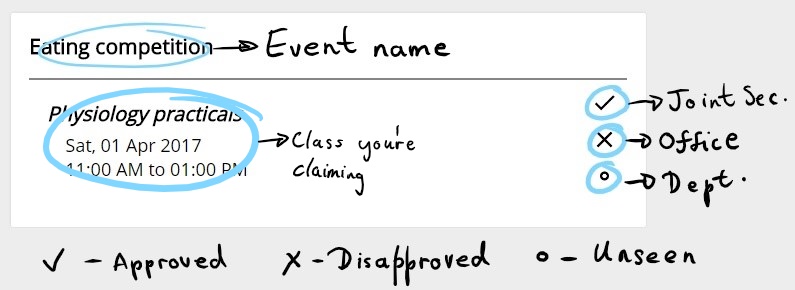 Eating competition → Event name
Physiology practicals
Sat, 01 Apr 2017
11:00 AM to 01:00 PM
→ Class you're
claiming
✓ → Joint Sec.
✕ → Office
o → Dept.
✓ - Approved ✗ - Disapproved o - Unseen